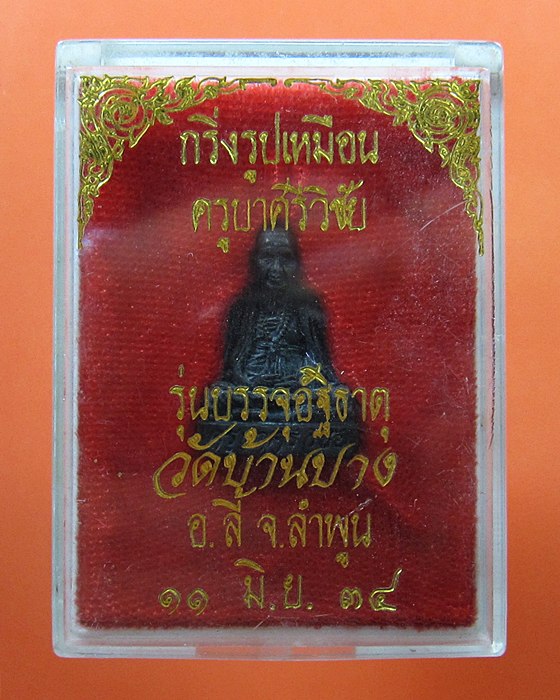 กริ่งรูปเหมือน
ครูบาศรีวิชัย
รุ่นบรรจุอัฐิธาตุ
วัดบ้านปาง
อ.ลี้ จ.ลำพูน
๑๑ มิ.ย. ๓๔